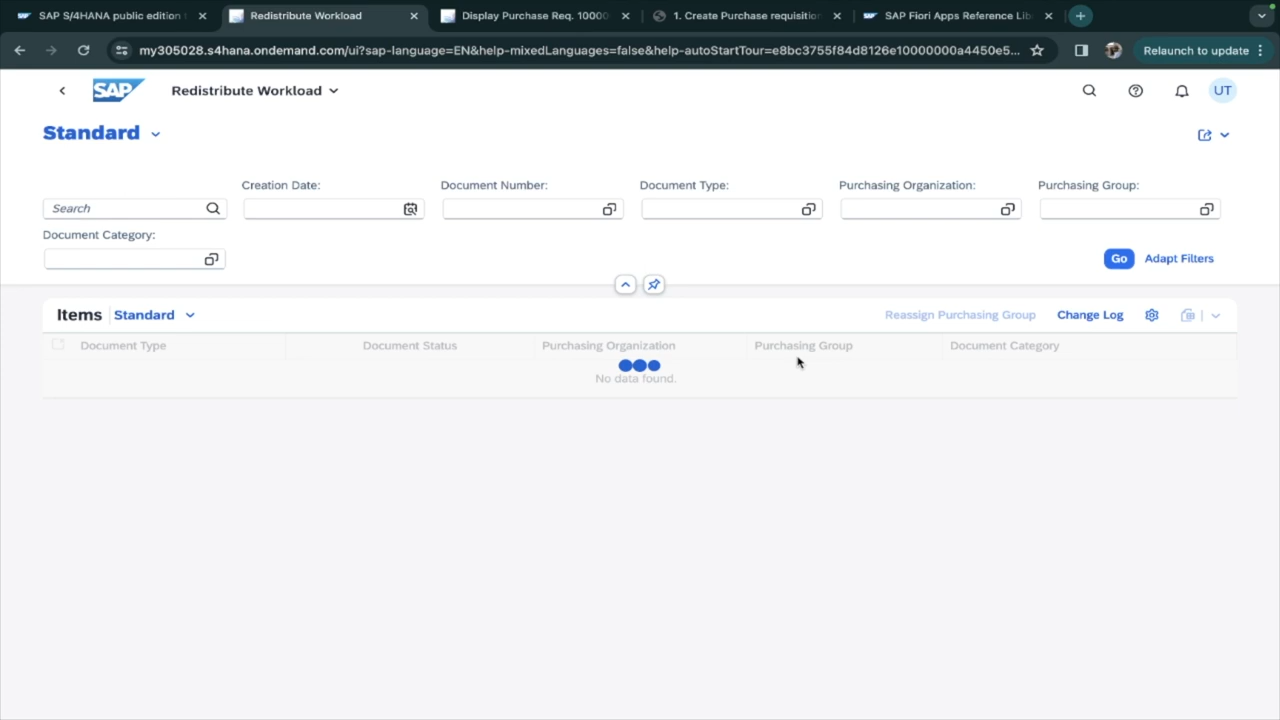 SAP S/4HANA public edition
Redistribute Workload
Display Purchase Req. 10000
1. Create Purchase requisition
SAP Fiori Apps Reference Lib
my305028.s4hana.ondemand.com/ui?sap-language=EN&help-mixedLanguages=false&help-autoStartTour=e8bc3755f84d8126e10000000a4450e5...
Relaunch to update
SAP
Redistribute Workload
UT
Standard
Creation Date:
Document Number:
Document Type:
Purchasing Organization:
Purchasing Group:
Search
Document Category:
Go
Adapt Filters
Items
Standard
Reassign Purchasing Group
Change Log
Document Type
Document Status
Purchasing Organization
Purchasing Group
Document Category
No data found.